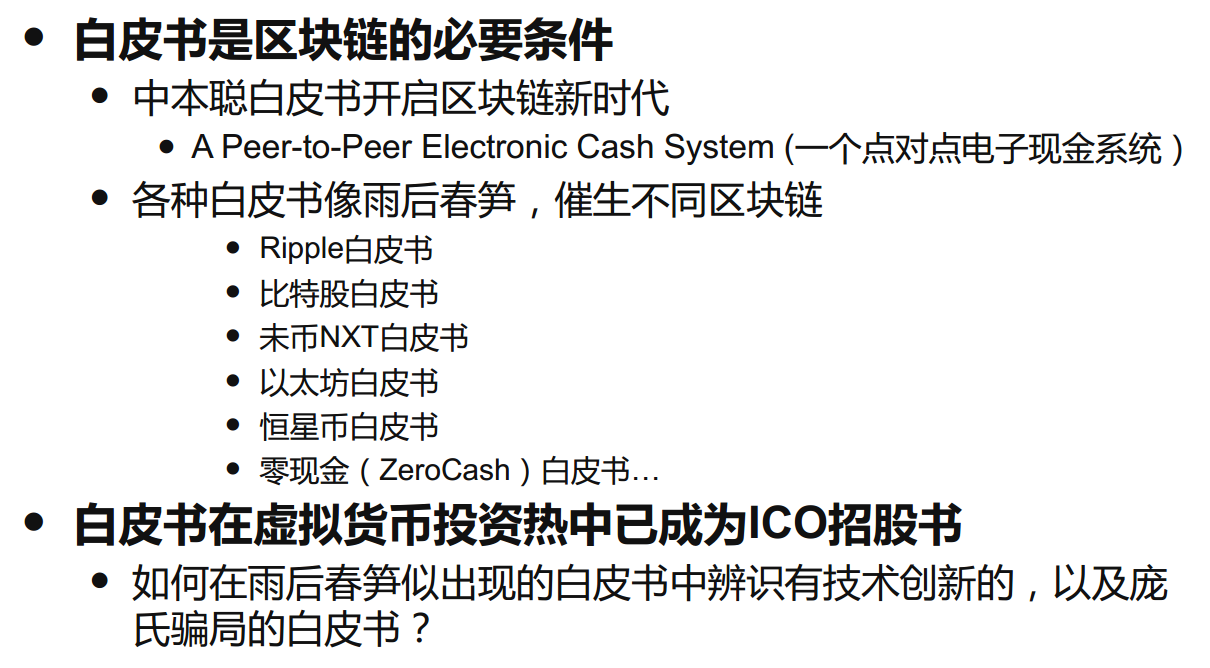 白皮书是区块链的必要条件
中本聪白皮书开启区块链新时代
A Peer-to-Peer Electronic Cash System (一个点对点电子现金系统）
各种白皮书像雨后春笋，催生不同区块链
Ripple白皮书
比特股白皮书
未币NXT白皮书
以太坊白皮书
恒星币白皮书
零现金（ZeroCash）白皮书…
白皮书在虚拟货币投资热中已成为ICO招股书
如何在雨后春笋似出现的白皮书中辨识有技术创新的，以及庞
氏骗局的白皮书？